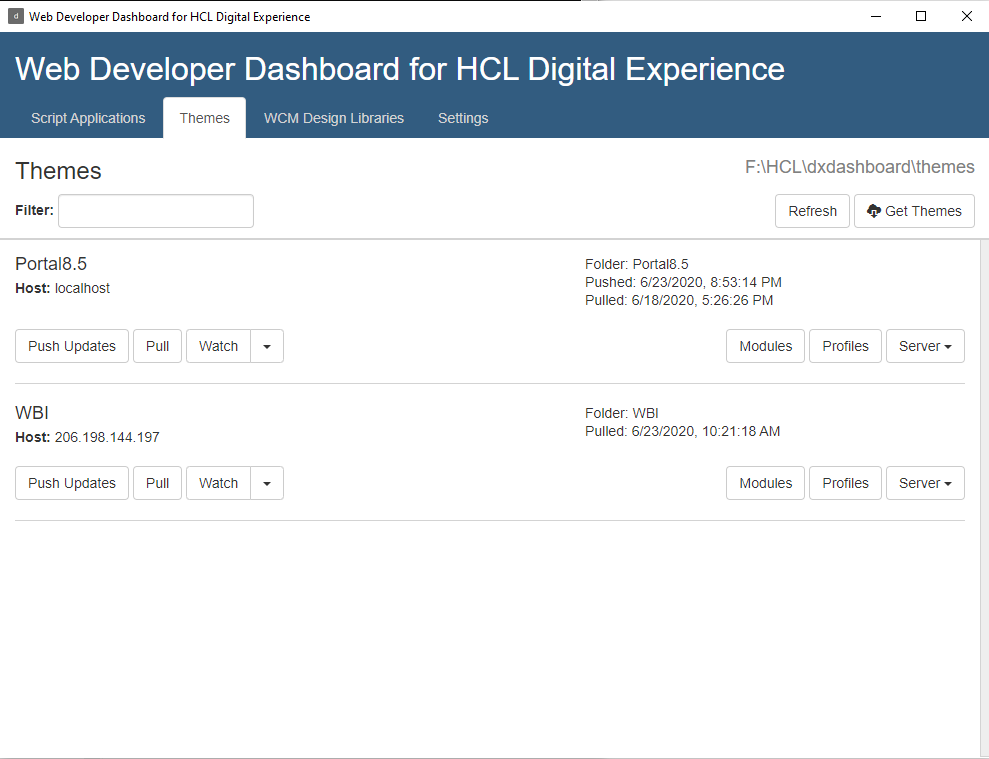 d Web Developer Dashboard for HCL Digital Experience
Web Developer Dashboard for HCL Digital Experience
Script Applications Themes WCM Design Libraries Settings
Themes F:\HCL\dxdashboard\themes
Filter: Refresh Get Themes
Portal8.5 Folder: Portal8.5
Host: localhost Pushed: 6/23/2020, 8:53:14 PM
Pulled: 6/18/2020, 5:26:26 PM
Push Updates Pull Watch Modules Profiles Server
WBI Folder: WBI
Host: 206.198.144.197 Pulled: 6/23/2020, 10:21:18 AM
Push Updates Pull Watch Modules Profiles Server